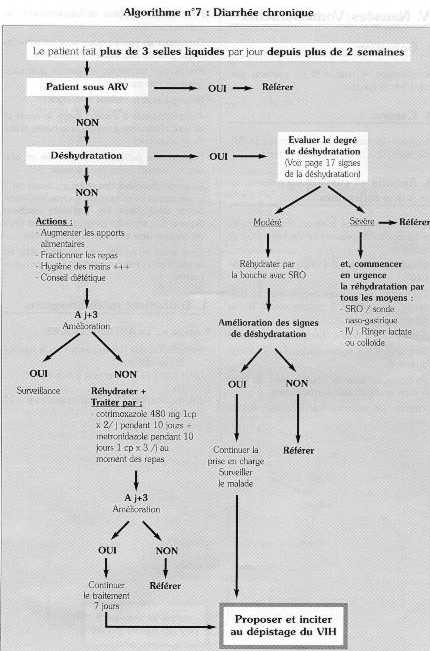 Algorithme n°7 : Diarrhée chronique
Le patient fait plus de 3 selles liquides par jour depuis plus de 2 semaines
Patient sous ARV
OUI
Référer
NON
Déshydratation
OUI
Evaluer le degré
de déshydratation
(Voir page 17 signes
de la déshydratation)
NON
Actions :
- Augmenter les apports
alimentaires
- Fractionner les repas
- Hygiène des mains +++
- Conseil diététique
A j+3
Amélioration
OUI
Surveillance
NON
Réhydrater +
Traiter par :
- cotrimoxazole 480 mg 1cp
x 2/ j pendant 10 jours +
metronidazole pendant 10
jours 1 cp x 3 /j au
moment des repas
A j+3
Amélioration
OUI
NON
Continuer
le traitement
7 jours
Référer
Modéré
Réhydrater par
la bouche avec SRO
Amélioration des signes
de déshydratation
OUI
NON
Continuer la
prise en charge
Surveiller
le malade
Référer
Sévère
Référer
et, commencer
en urgence
la réhydratation par
tous les moyens :
- SRO / sonde
naso-gastrique
- IV : Ringer lactate
ou colloïde
Proposer et inciter
au dépistage du VIH